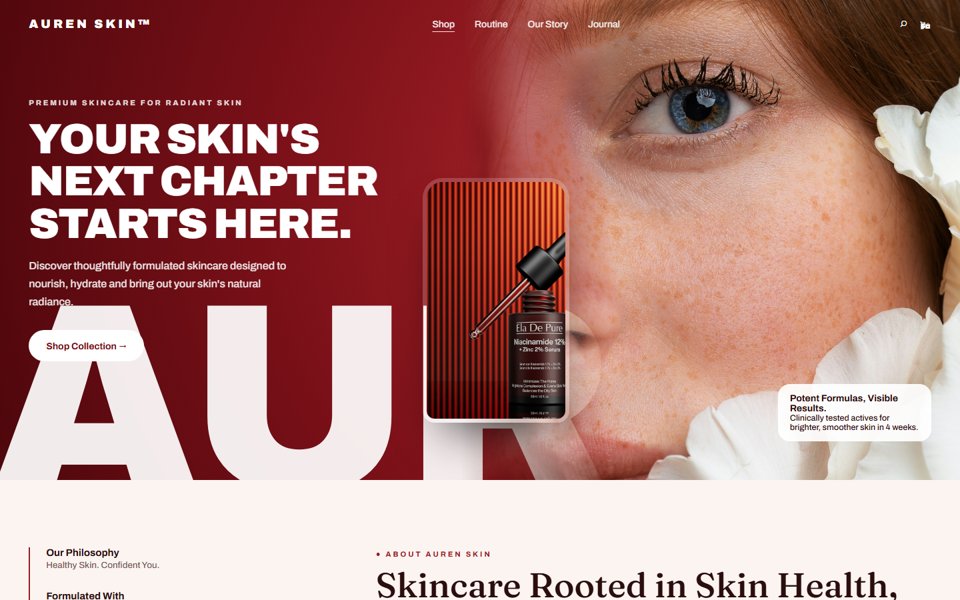 AUREN SKIN™
Shop Routine Our Story Journal
PREMIUM SKINCARE FOR RADIANT SKIN
YOUR SKIN'S
NEXT CHAPTER
STARTS HERE.
Discover thoughtfully formulated skincare designed to
nourish, hydrate and bring out your skin's natural
radiance.
Shop Collection →
AUR
Ela De Pure
Niacinamide 12%
+ Zinc 2% Serum
Potent Formulas, Visible
Results.
Clinically tested actives for
brighter, smoother skin in 4 weeks.
Our Philosophy
Healthy Skin. Confident You.
Formulated With
• ABOUT AUREN SKIN
Skincare Rooted in Skin Health,